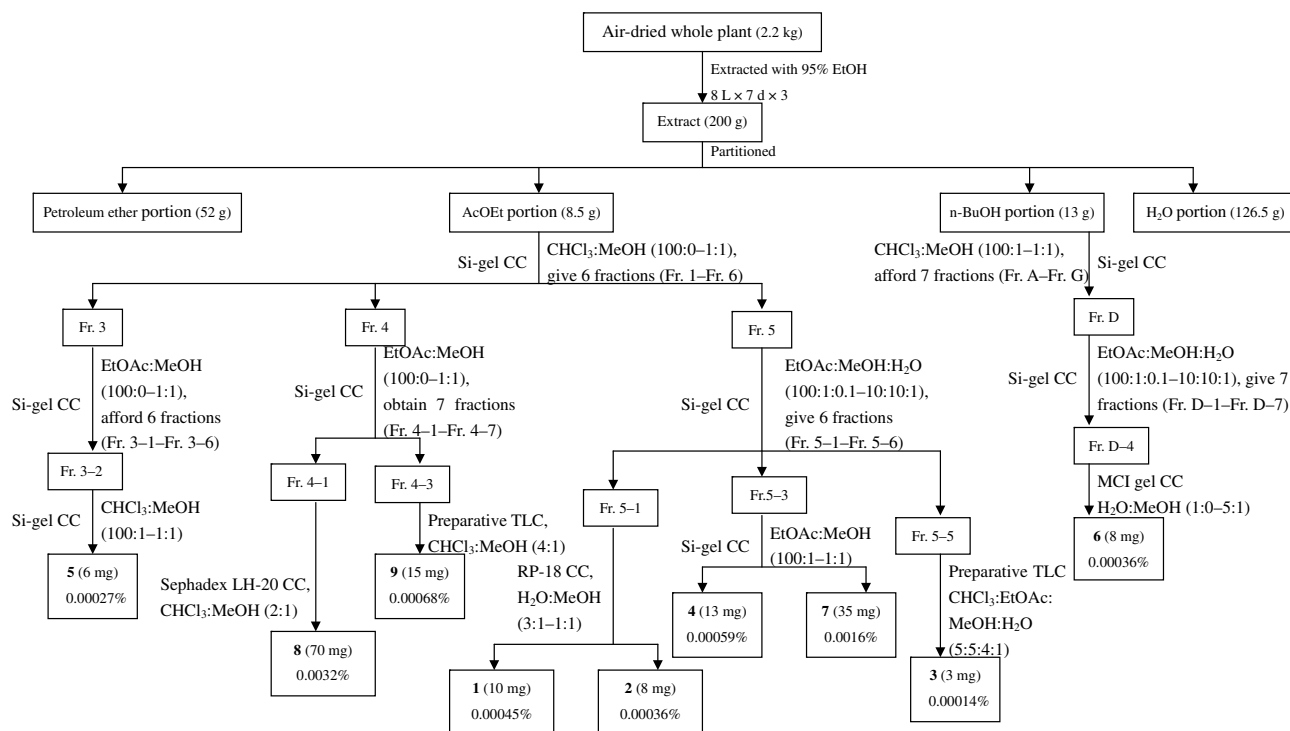 Air-dried whole plant (2.2 kg)
Extracted with 95% EtOH
8 L × 7 d × 3
Extract (200 g)
Partitioned
Petroleum ether portion (52 g)
AcOEt portion (8.5 g)
n-BuOH portion (13 g)
H₂O portion (126.5 g)
Si-gel CC
CHCl₃:MeOH (100:0–1:1),
give 6 fractions (Fr. 1–Fr. 6)
CHCl₃:MeOH (100:1–1:1),
afford 7 fractions (Fr. A–Fr. G)
Si-gel CC
Fr. 3
Fr. 4
Fr. 5
Fr. D
Si-gel CC
EtOAc:MeOH
(100:0–1:1),
afford 6 fractions
(Fr. 3–1–Fr. 3–6)
Si-gel CC
EtOAc:MeOH
(100:0–1:1),
obtain 7 fractions
(Fr. 4–1–Fr. 4–7)
Si-gel CC
EtOAc:MeOH:H₂O
(100:1:0.1–10:10:1),
give 6 fractions
(Fr. 5–1–Fr. 5–6)
Si-gel CC
EtOAc:MeOH:H₂O
(100:1:0.1–10:10:1), give 7
fractions (Fr. D–1–Fr. D–7)
Fr. 3–2
Fr. 4–1
Fr. 4–3
Fr. 5–1
Fr.5–3
Fr. 5–5
Fr. D–4
Si-gel CC
CHCl₃:MeOH
(100:1–1:1)
Sephadex LH-20 CC,
CHCl₃:MeOH (2:1)
Preparative TLC,
CHCl₃:MeOH (4:1)
RP-18 CC,
H₂O:MeOH
(3:1–1:1)
Si-gel CC
EtOAc:MeOH
(100:1–1:1)
Preparative TLC
CHCl₃:EtOAc:
MeOH:H₂O
(5:5:4:1)
MCI gel CC
H₂O:MeOH (1:0–5:1)
5 (6 mg)
0.00027%
8 (70 mg)
0.0032%
9 (15 mg)
0.00068%
1 (10 mg)
0.00045%
2 (8 mg)
0.00036%
4 (13 mg)
0.00059%
7 (35 mg)
0.0016%
3 (3 mg)
0.00014%
6 (8 mg)
0.00036%